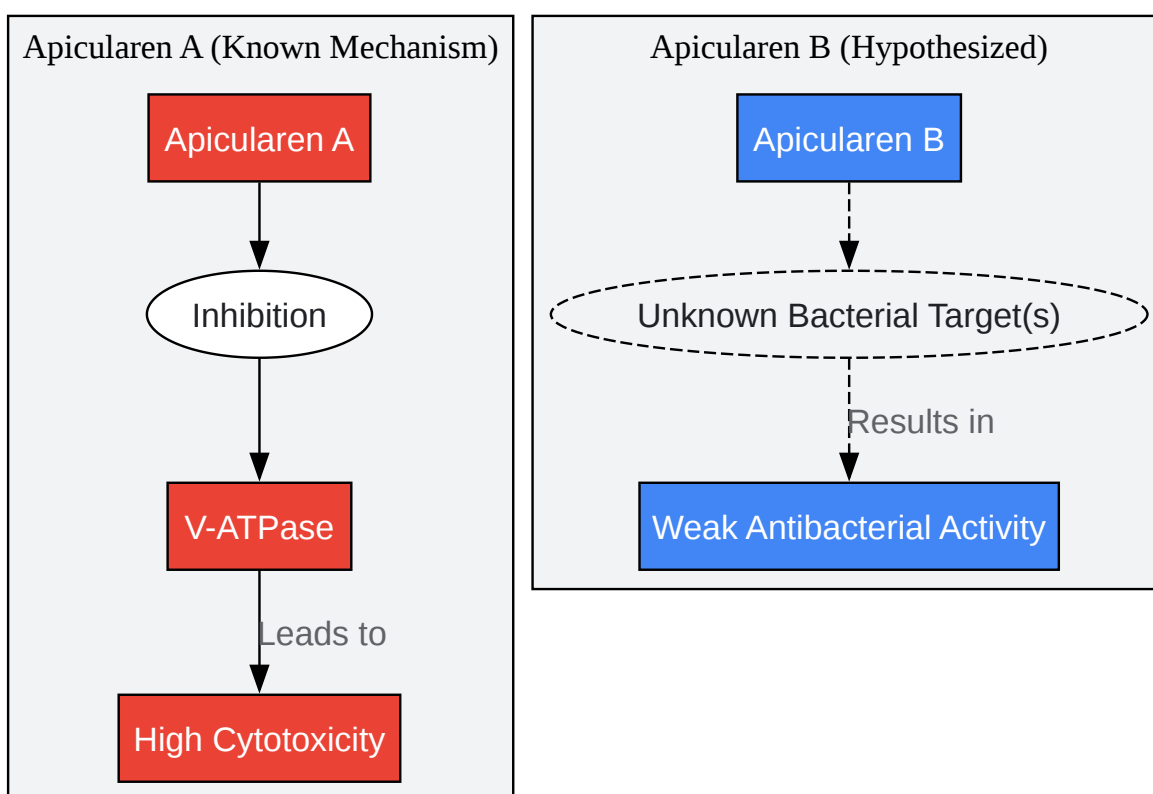 Apicularen A (Known Mechanism)
Apicularen A
Inhibition
V-ATPase
Leads to
High Cytotoxicity
Apicularen B (Hypothesized)
Apicularen B
Unknown Bacterial Target(s)
Results in
Weak Antibacterial Activity